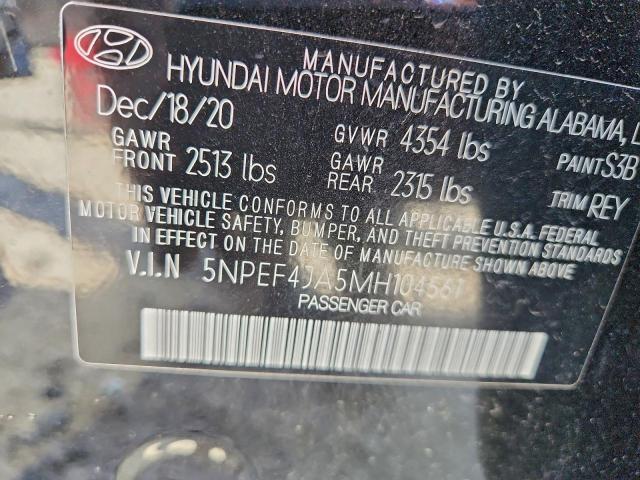 MANUFACTURED BY
HYUNDAI MOTOR MANUFACTURING ALABAMA, L
Dec/18/20
GVWR 4354 lbs
PAINT S3B
GAWR FRONT 2513 lbs
GAWR REAR 2315 lbs
TRIM REY
THIS VEHICLE CONFORMS TO ALL APPLICABLE U.S.A. FEDERAL
MOTOR VEHICLE SAFETY, BUMPER, AND THEFT PREVENTION STANDARDS
IN EFFECT ON THE DATE OF MANUFACTURE SHOWN ABOVE.
V.I.N 5NPEF4JA5MH104561
PASSENGER CAR